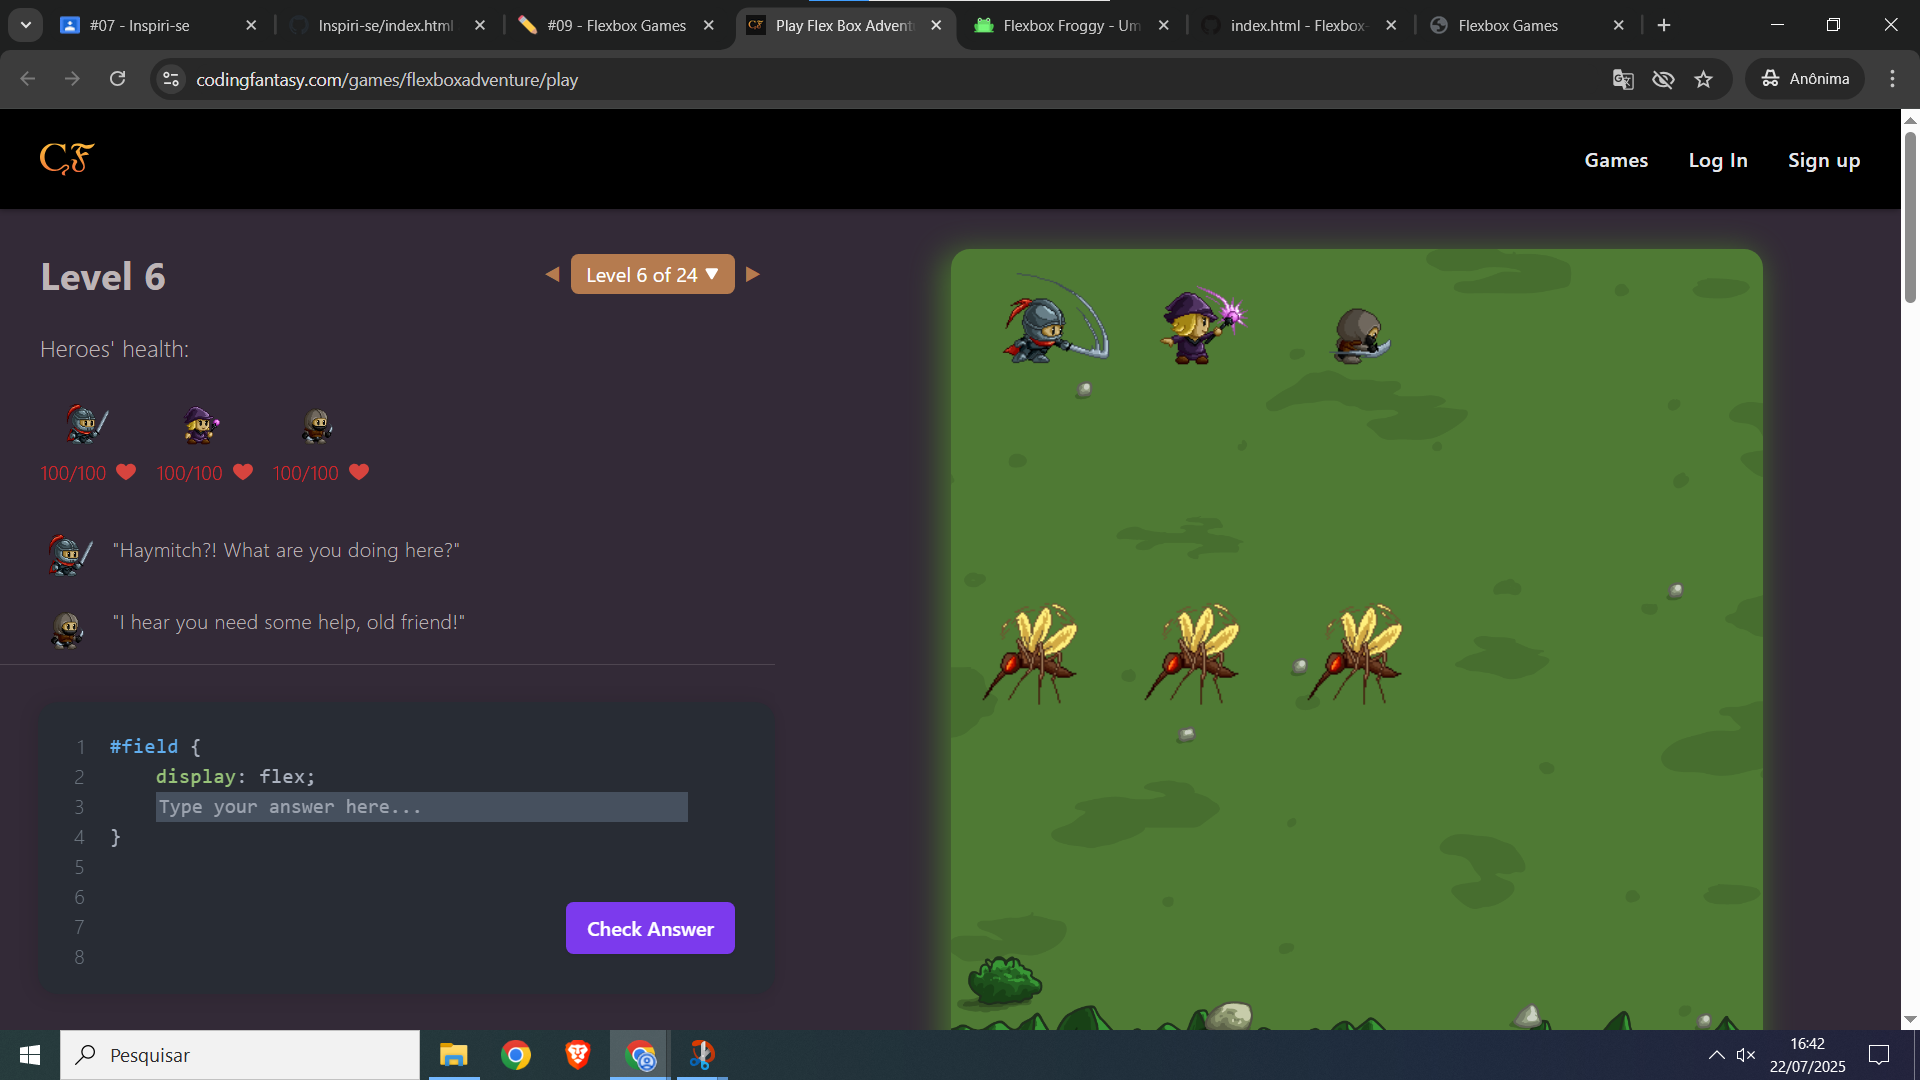 #07 - Inspiri-se
Inspiri-se/index.html
#09 - Flexbox Games
Play Flex Box Advent
Flexbox Froggy - Um
index.html - Flexbox-
Flexbox Games
codingfantasy.com/games/flexboxadventure/play
Anônima
CF
Games
Log In
Sign up
Level 6
Level 6 of 24
Heroes' health:
100/100
100/100
100/100
"Haymitch?! What are you doing here?"
"I hear you need some help, old friend!"
1 #field {
2 display: flex;
3 Type your answer here...
4 }
5
6
7
8
Check Answer
Pesquisar
16:42
22/07/2025